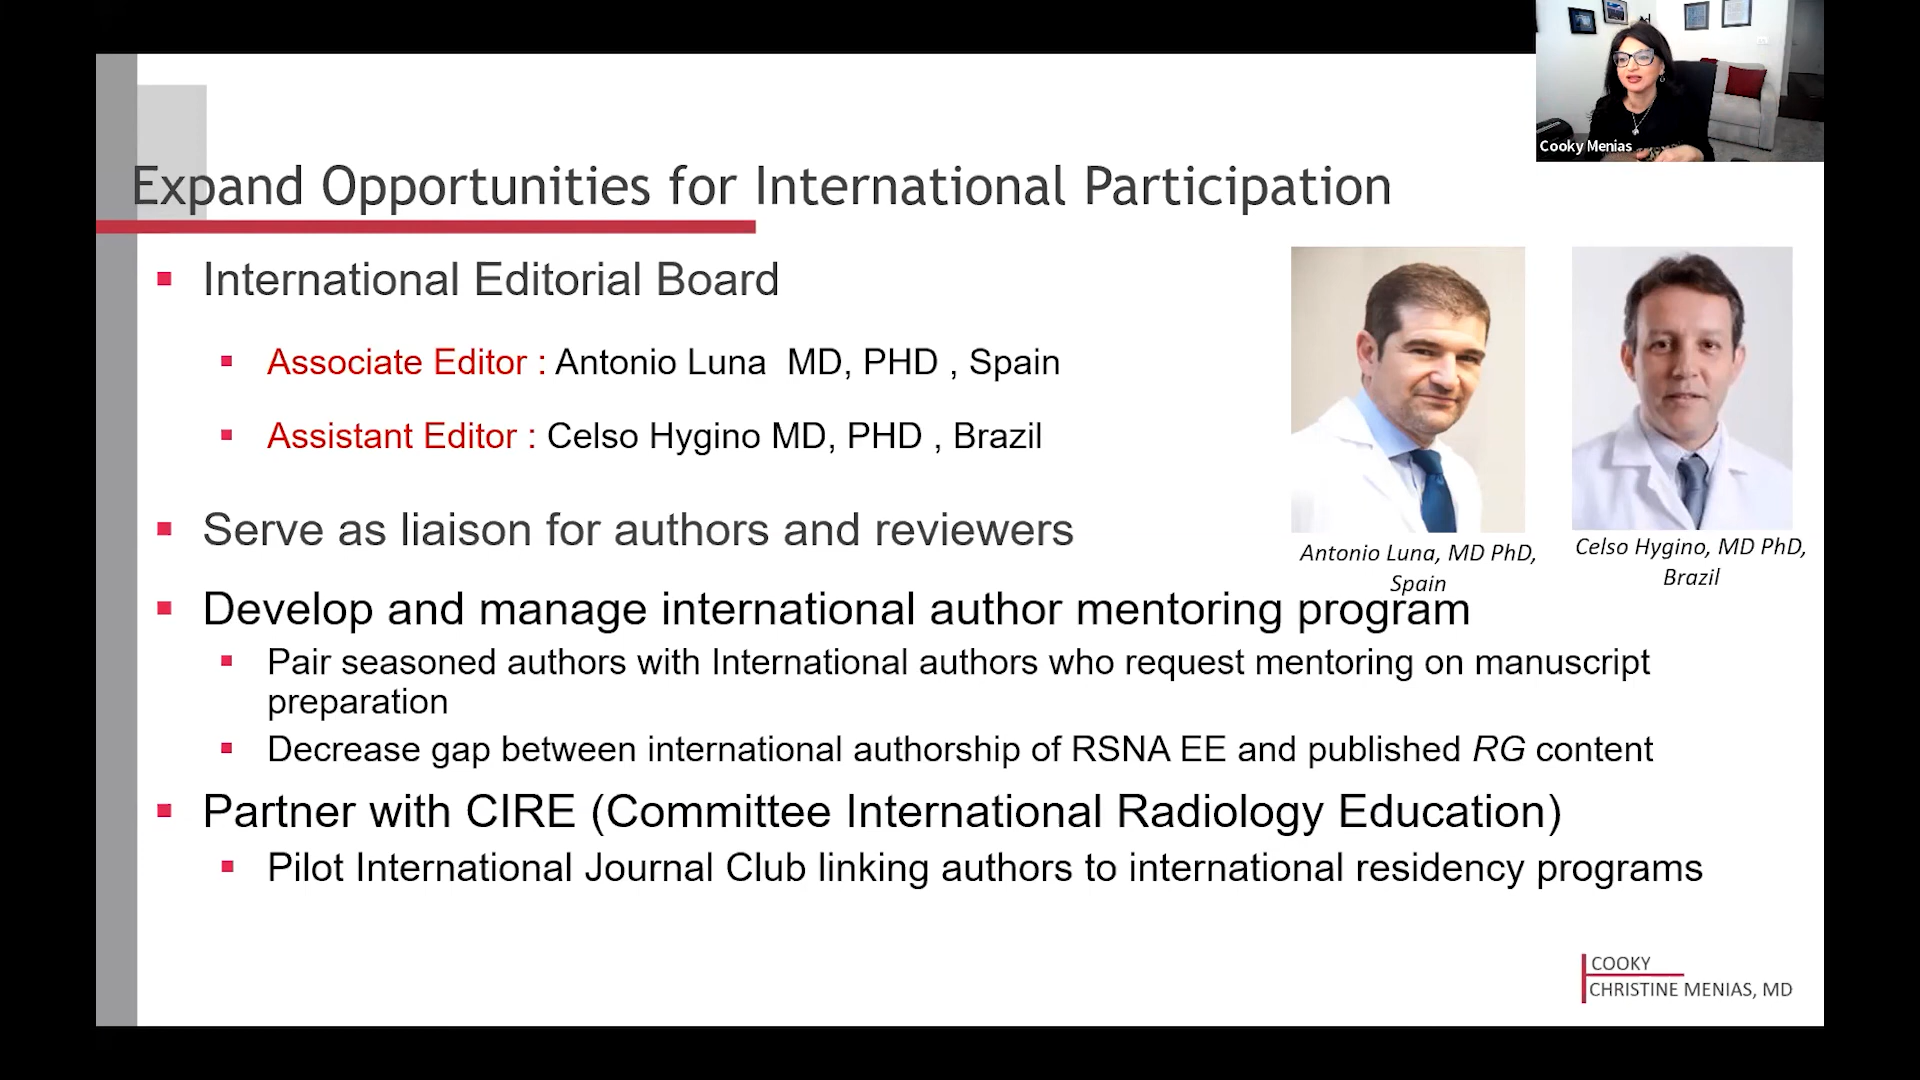 Cooky Menias
Expand Opportunities for International Participation
▪ International Editorial Board
▪ Associate Editor : Antonio Luna  MD, PHD , Spain
▪ Assistant Editor : Celso Hygino MD, PHD , Brazil
Antonio Luna, MD PhD,
Spain
Celso Hygino, MD PhD,
Brazil
▪ Serve as liaison for authors and reviewers
▪ Develop and manage international author mentoring program
▪ Pair seasoned authors with International authors who request mentoring on manuscript
preparation
▪ Decrease gap between international authorship of RSNA EE and published RG content
▪ Partner with CIRE (Committee International Radiology Education)
▪ Pilot International Journal Club linking authors to international residency programs
COOKY
CHRISTINE MENIAS, MD